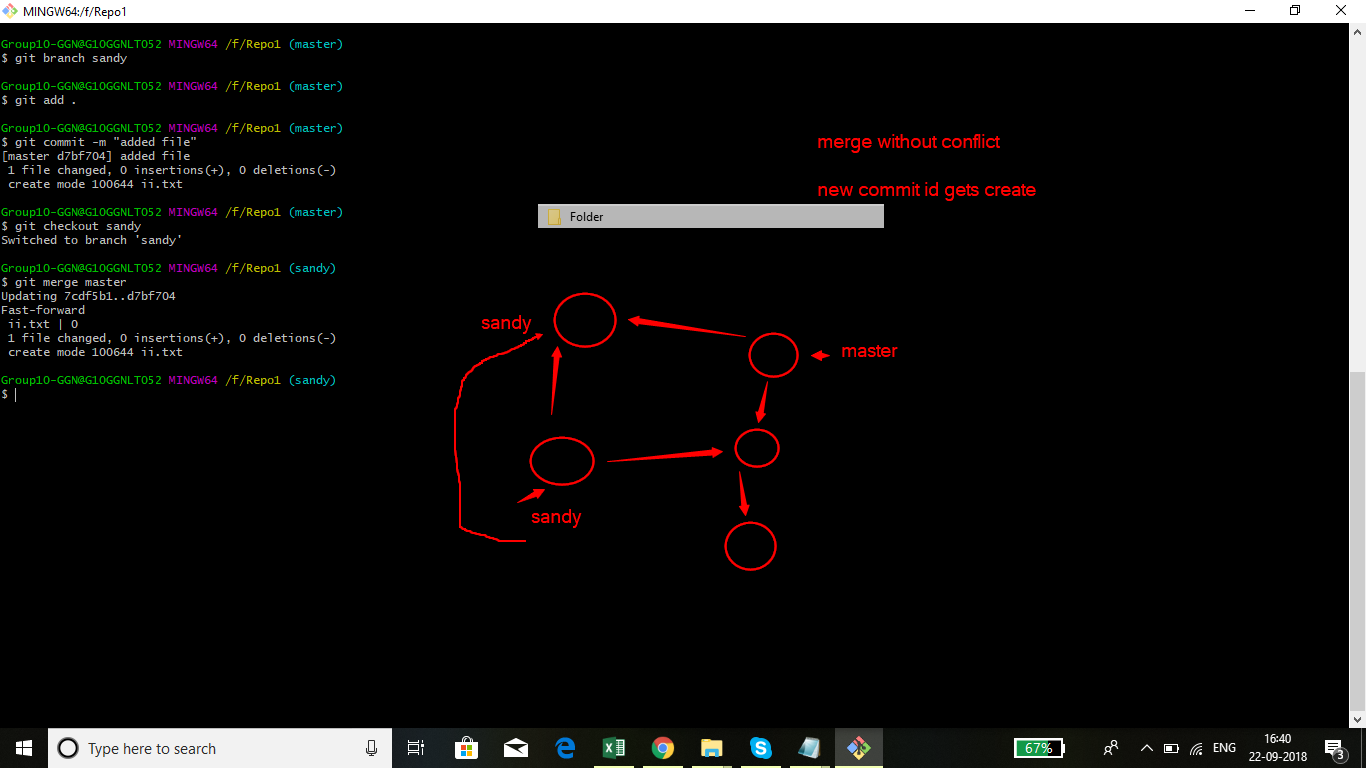 MINGW64:/f/Repo1
Group10-GGN@G10GGNLT052 MINGW64 /f/Repo1 (master)
$ git branch sandy
Group10-GGN@G10GGNLT052 MINGW64 /f/Repo1 (master)
$ git add .
Group10-GGN@G10GGNLT052 MINGW64 /f/Repo1 (master)
$ git commit -m "added file"
[master d7bf704] added file
1 file changed, 0 insertions(+), 0 deletions(-)
create mode 100644 ii.txt
Group10-GGN@G10GGNLT052 MINGW64 /f/Repo1 (master)
$ git checkout sandy
Switched to branch 'sandy'
Group10-GGN@G10GGNLT052 MINGW64 /f/Repo1 (sandy)
$ git merge master
Updating 7cdf5b1..d7bf704
Fast-forward
ii.txt | 0
1 file changed, 0 insertions(+), 0 deletions(-)
create mode 100644 ii.txt
Group10-GGN@G10GGNLT052 MINGW64 /f/Repo1 (sandy)
$
merge without conflict
new commit id gets create
Folder
sandy
master
sandy
Type here to search
67%
ENG
16:40
22-09-2018
3